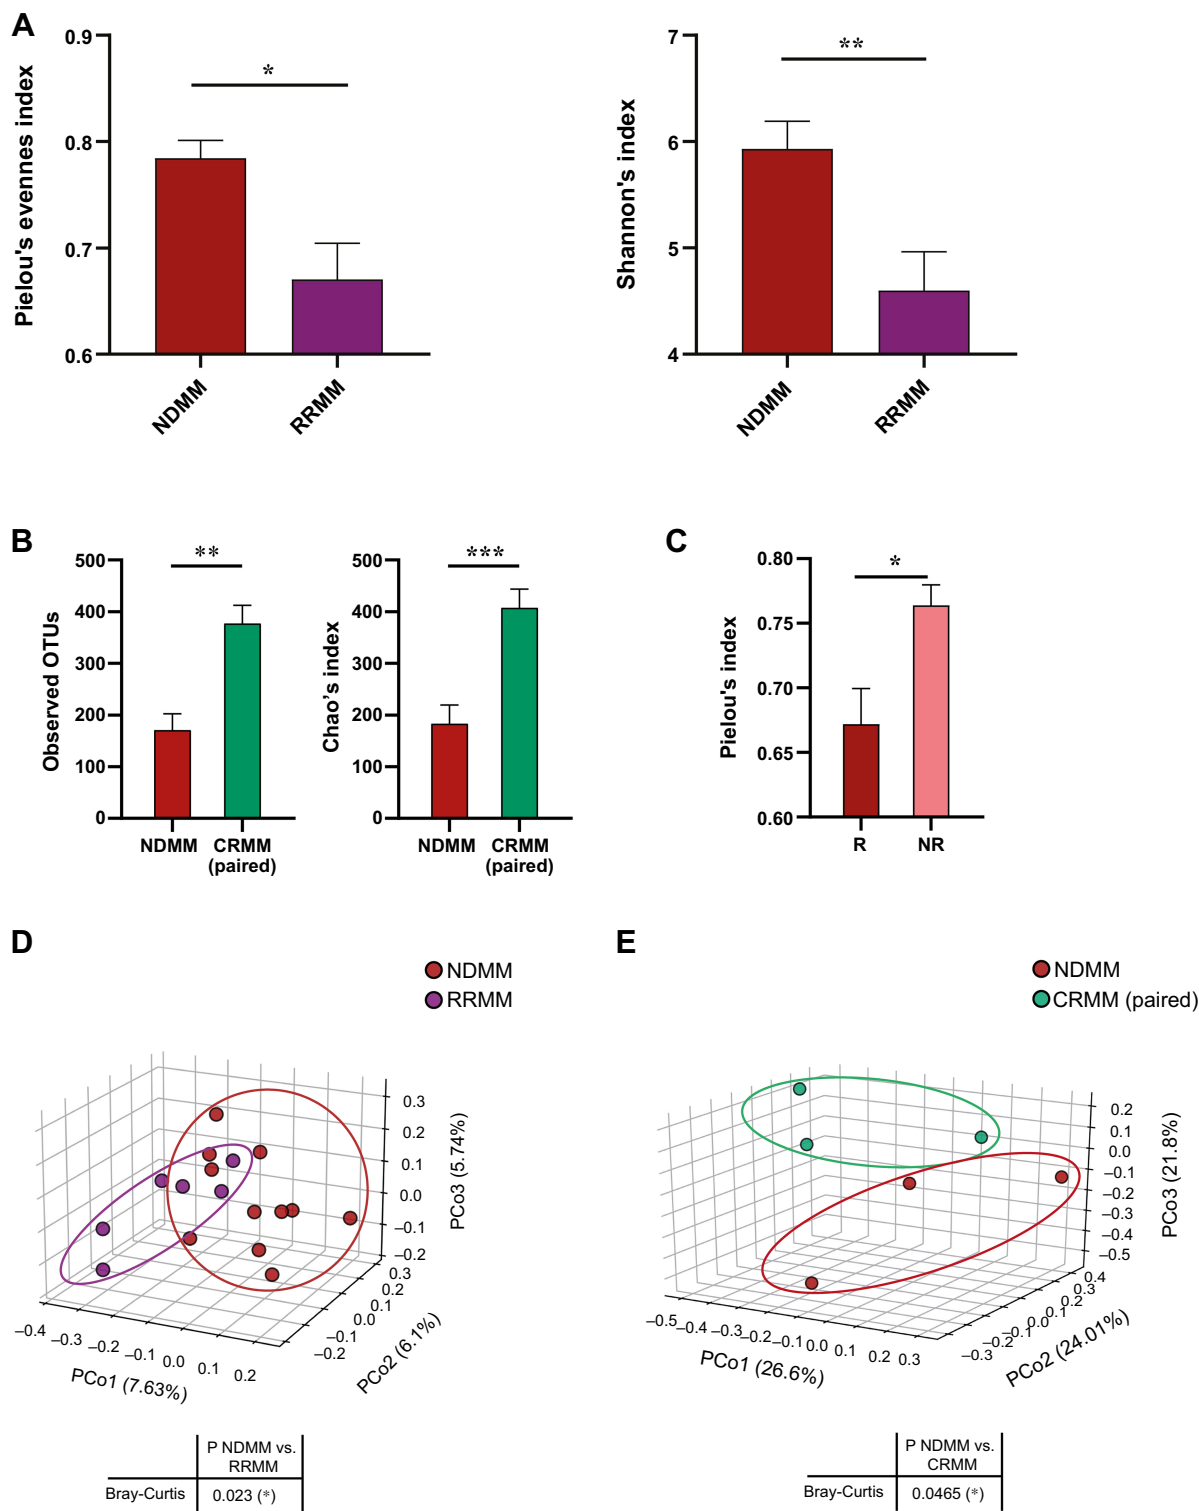 A
Pielou's evennes index
0.9
0.8
0.7
0.6
*
NDMM
RRMM
Shannon's index
7
6
5
4
**
NDMM
RRMM
B
Observed OTUs
500
400
300
200
100
0
**
NDMM
CRMM
(paired)
Chao's index
500
400
300
200
100
0
***
NDMM
CRMM
(paired)
C
Pielou's index
0.80
0.75
0.70
0.65
0.60
*
R
NR
D
NDMM
RRMM
0.3
0.2
0.1
0.0
–0.1
–0.2
PCo3 (5.74%)
0.3
0.2
0.1
0.0
–0.1
–0.2
PCo2 (6.1%)
–0.4
–0.3
–0.2
–0.1
0.0
0.1
0.2
PCo1 (7.63%)
P NDMM vs.
RRMM
Bray-Curtis 0.023 (*)
E
NDMM
CRMM (paired)
0.2
0.1
0.0
–0.1
–0.2
–0.3
–0.4
–0.5
PCo3 (21.8%)
0.4
0.3
0.2
0.1
0.0
–0.1
–0.2
–0.3
PCo2 (24.01%)
–0.5
–0.4
–0.3
–0.2
–0.1
0.0
0.1
0.2
0.3
PCo1 (26.6%)
P NDMM vs.
CRMM
Bray-Curtis 0.0465 (*)